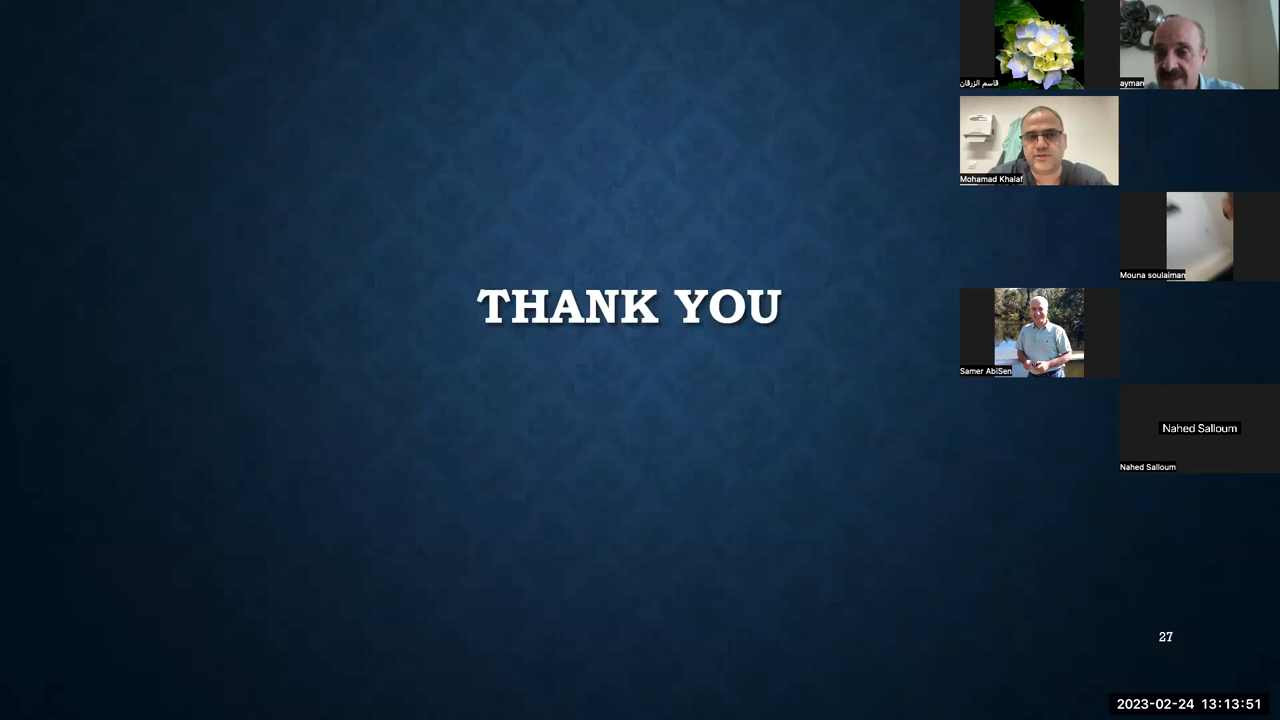 قاسم الزرقان
ayman
Mohamad Khalaf
Mouna soulaiman
THANK YOU
Samer AbiSen
Nahed Salloum
Nahed Salloum
27
2023-02-24 13:13:51